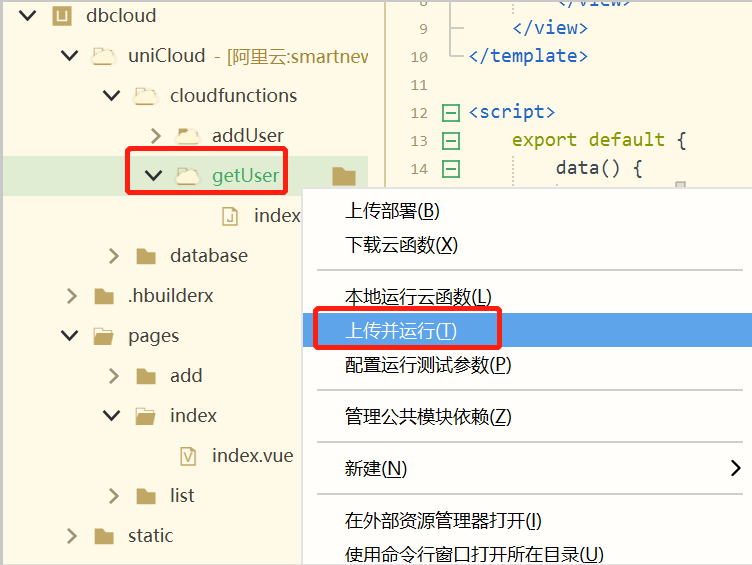 U dbcloud
uniCloud - [阿里云:smartnew
cloudfunctions
addUser
getUser
index
database
.hbuilderx
pages
add
index
index.vue
list
static
9 </view>
10 </template>
11
12 <script>
13 export default {
14 data() {
上传部署(B)
下载云函数(X)
本地运行云函数(L)
上传并运行(T)
配置运行测试参数(P)
管理公共模块依赖(Z)
新建(N)
在外部资源管理器打开(I)
使用命令行窗口打开所在目录(U)